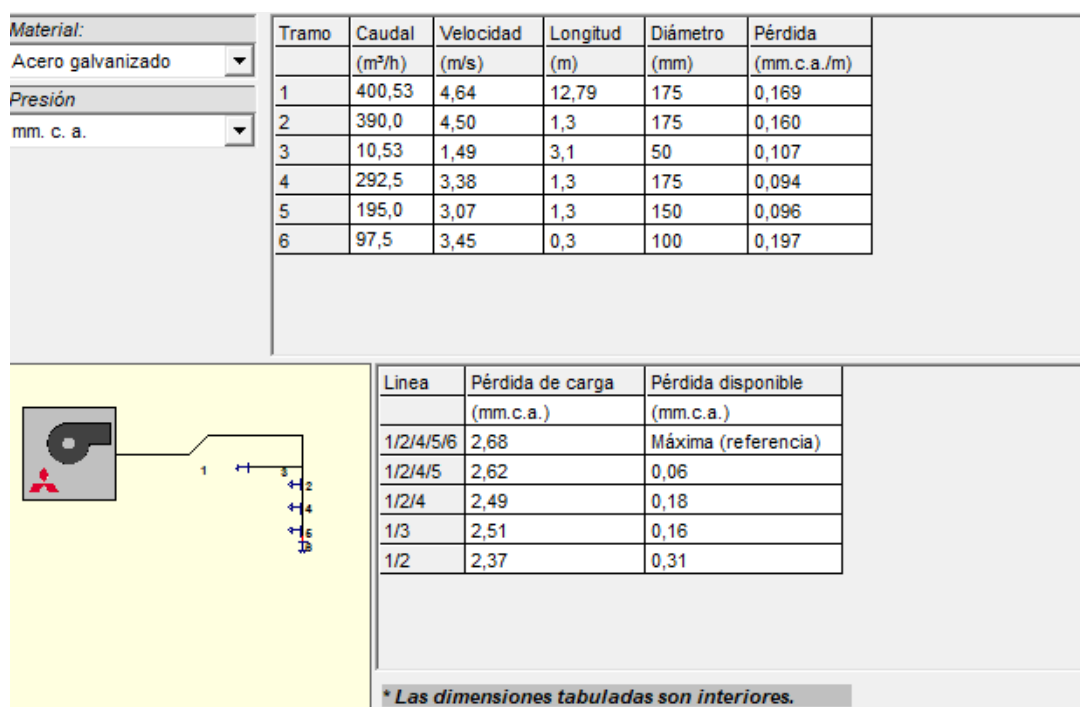 Material:
Acero galvanizado
Presión
mm. c. a.
Tramo Caudal Velocidad Longitud Diámetro Pérdida
(m³/h) (m/s) (m) (mm) (mm.c.a./m)
1 400,53 4,64 12,79 175 0,169
2 390,0 4,50 1,3 175 0,160
3 10,53 1,49 3,1 50 0,107
4 292,5 3,38 1,3 175 0,094
5 195,0 3,07 1,3 150 0,096
6 97,5 3,45 0,3 100 0,197
1 3
2
4
5
6
Linea Pérdida de carga Pérdida disponible
(mm.c.a.) (mm.c.a.)
1/2/4/5/6 2,68 Máxima (referencia)
1/2/4/5 2,62 0,06
1/2/4 2,49 0,18
1/3 2,51 0,16
1/2 2,37 0,31
* Las dimensiones tabuladas son interiores.